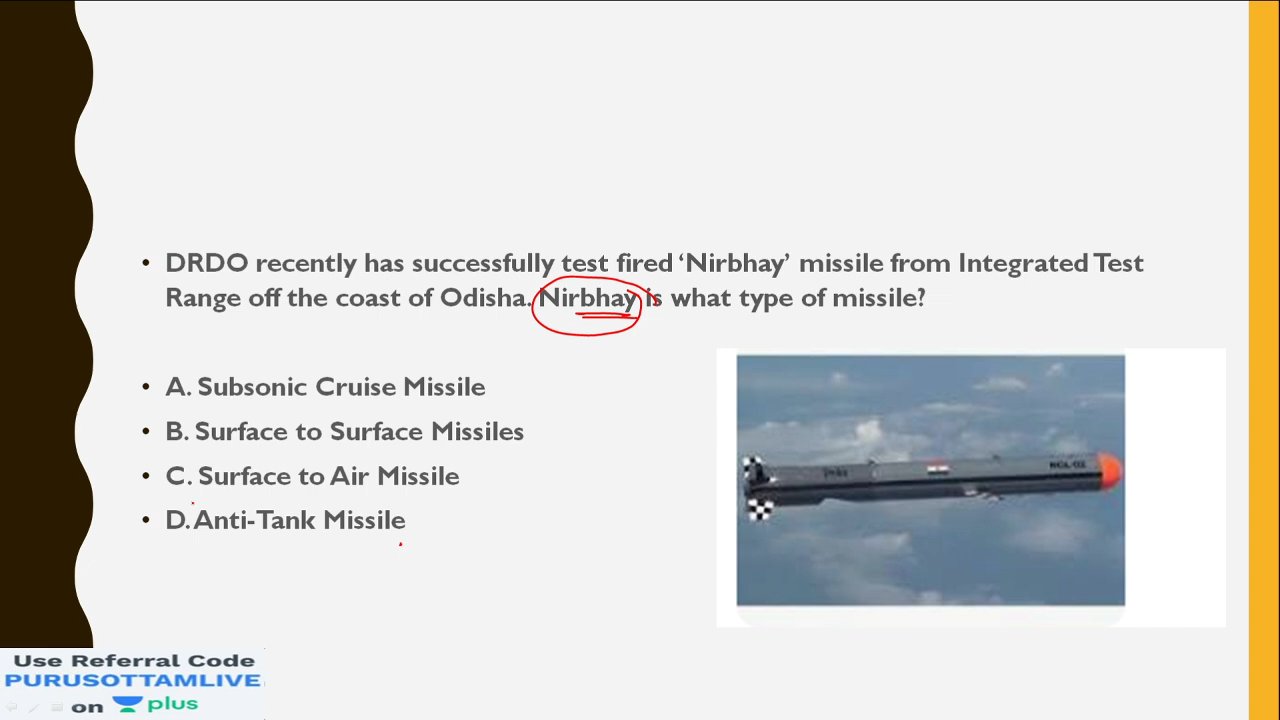 DRDO recently has successfully test fired ‘Nirbhay’ missile from Integrated Test
Range off the coast of Odisha. Nirbhay is what type of missile?
A. Subsonic Cruise Missile
B. Surface to Surface Missiles
C. Surface to Air Missile
D. Anti-Tank Missile
Use Referral Code
PURUSOTTAMLIVE
on plus